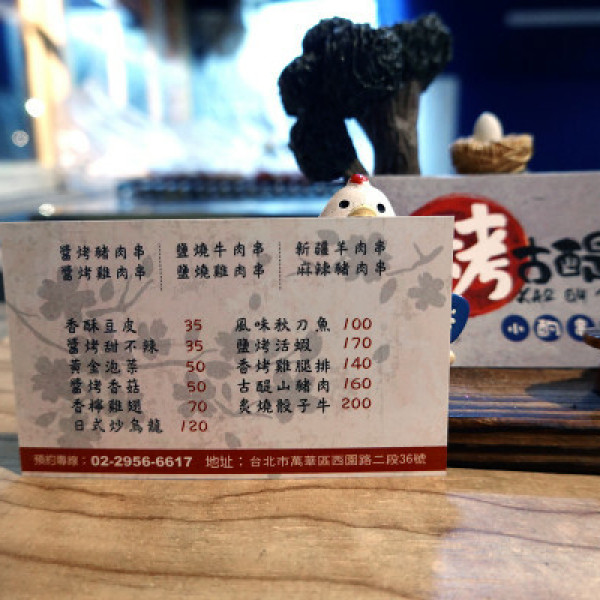 醬烤豬肉串 鹽燒牛肉串 新疆羊肉串
醬烤雞肉串 鹽燒雞肉串 麻辣豬肉串
香酥豆皮 35 風味秋刀魚 100
醬烤甜不辣 35 鹽烤活蝦 170
黃金泡菜 50 香烤雞腿排 140
醬烤香菇 50 古醍山豬肉 160
香檸雞翅 70 炙燒骰子牛 200
日式炒烏龍 120
預約專線：02-2956-6617 地址：台北市萬華區西園路二段36號
烤古醍
小酌